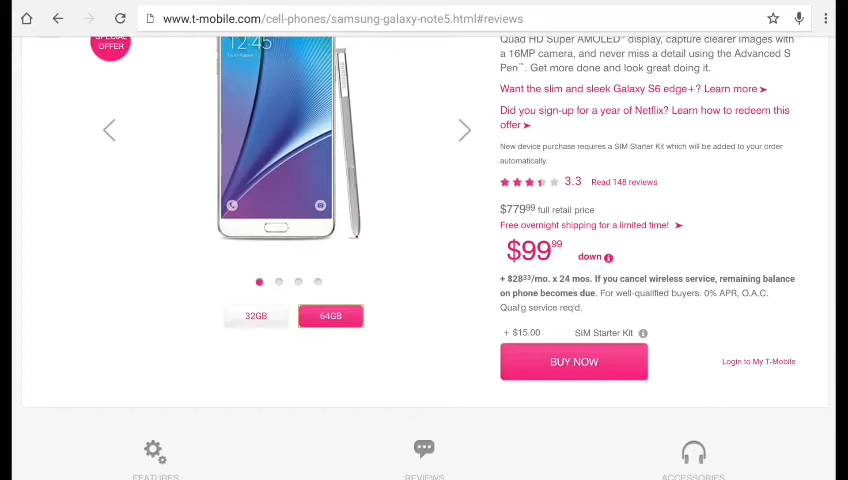 www.t-mobile.com/cell-phones/samsung-galaxy-note5.html#reviews
SPECIAL
OFFER
12:45
Quad HD Super AMOLED® display, capture clearer images with
a 16MP camera, and never miss a detail using the Advanced S
Pen™. Get more done and look great doing it.
Want the slim and sleek Galaxy S6 edge+? Learn more ➤
Did you sign-up for a year of Netflix? Learn how to redeem this
offer ➤
New device purchase requires a SIM Starter Kit which will be added to your order
automatically.
3.3 Read 148 reviews
$779⁹⁹ full retail price
Free overnight shipping for a limited time! ➤
$99⁹⁹ down
+ $28³³/mo. x 24 mos. If you cancel wireless service, remaining balance
on phone becomes due. For well-qualified buyers. 0% APR, O.A.C.
Qual'g service req'd.
32GB 64GB
+ $15.00 SIM Starter Kit
BUY NOW
Login to My T-Mobile
FEATURES REVIEWS ACCESSORIES